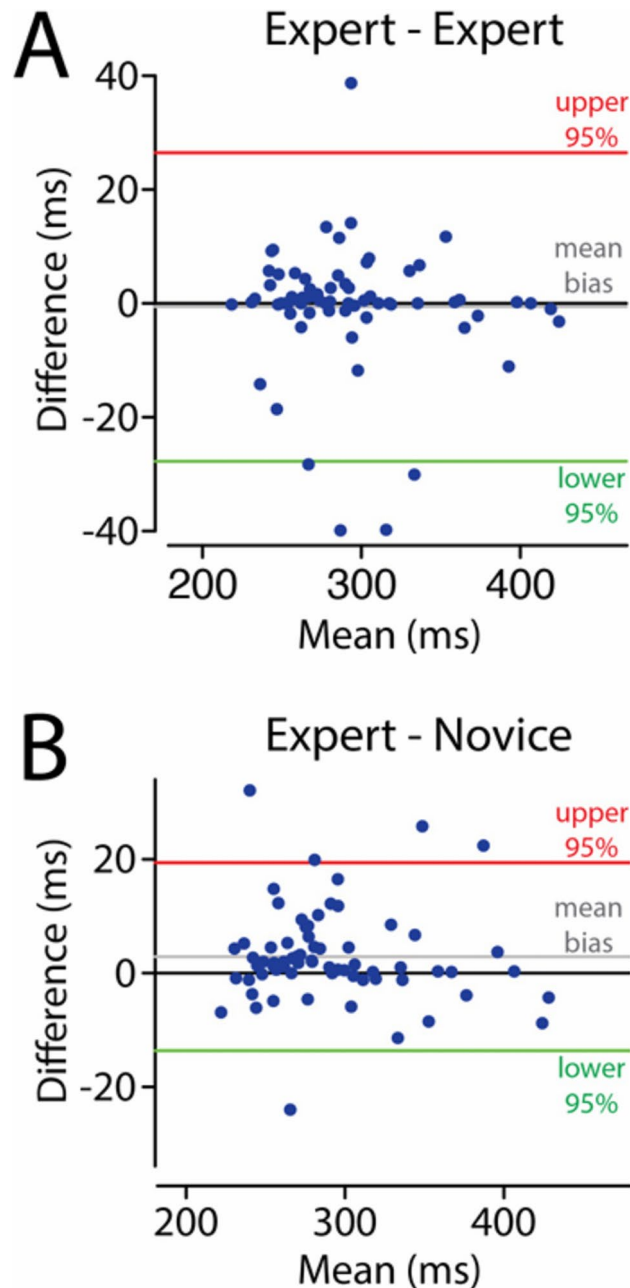 A
Expert - Expert
40
upper
95%
20
mean
bias
0
-20
lower
95%
-40
Difference (ms)
200 300 400
Mean (ms)
B
Expert - Novice
upper
95%
20
mean
bias
0
lower
95%
-20
Difference (ms)
200 300 400
Mean (ms)